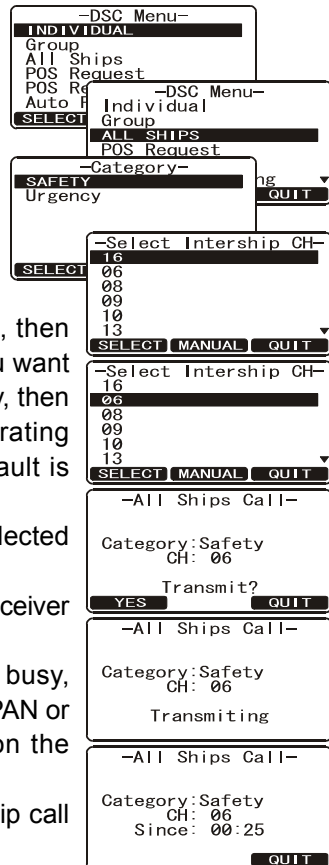 -DSC Menu-
INDIVIDUAL
Group
All Ships
POS Request
POS Re
Auto
SELECT
-DSC Menu-
Individual
Group
ALL SHIPS
POS Request
ng
QUIT
-Category-
SAFETY
Urgency
SELECT
-Select Intership CH-
16
06
08
09
10
13
SELECT MANUAL QUIT
-Select Intership CH-
16
06
08
09
10
13
SELECT MANUAL QUIT
-All Ships Call-
Category:Safety
CH: 06
Transmit?
YES QUIT
-All Ships Call-
Category:Safety
CH: 06
Transmiting
-All Ships Call-
Category:Safety
CH: 06
Since: 00:25
QUIT
, then
u want
, then
rating
ault is
lected
ceiver
busy,
PAN or
on the
ip call